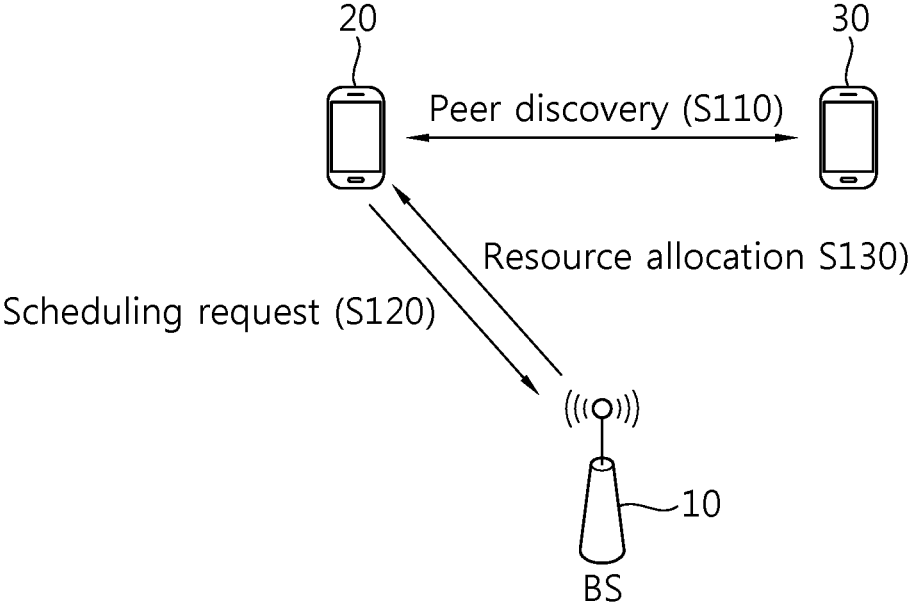 20
30
Peer discovery (S110)
Resource allocation S130)
Scheduling request (S120)
10
BS